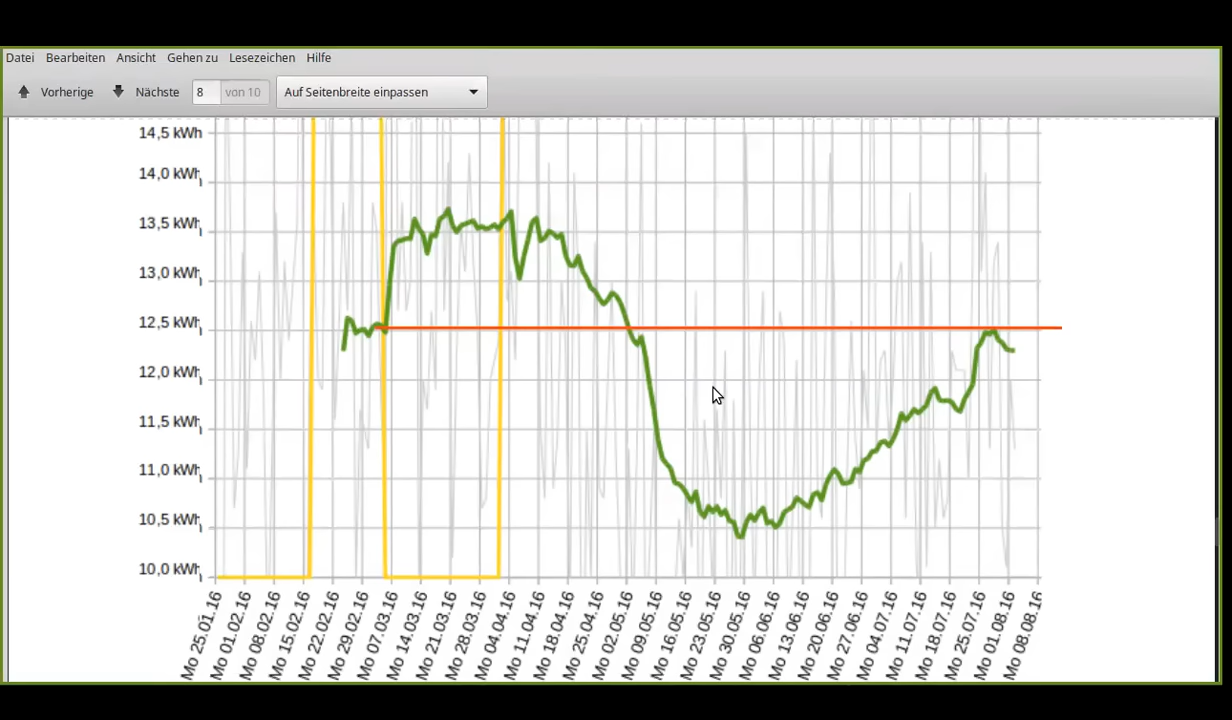 Datei Bearbeiten Ansicht Gehen zu Lesezeichen Hilfe
Vorherige Nächste 8 von 10 Auf Seitenbreite einpassen
14,5 kWh
14,0 kWh
13,5 kWh
13,0 kWh
12,5 kWh
12,0 kWh
11,5 kWh
11,0 kWh
10,5 kWh
10,0 kWh
Mo 25.01.16
Mo 01.02.16
Mo 08.02.16
Mo 15.02.16
Mo 22.02.16
Mo 29.02.16
Mo 07.03.16
Mo 14.03.16
Mo 21.03.16
Mo 28.03.16
Mo 04.04.16
Mo 11.04.16
Mo 18.04.16
Mo 25.04.16
Mo 02.05.16
Mo 09.05.16
Mo 16.05.16
Mo 23.05.16
Mo 30.05.16
Mo 06.06.16
Mo 13.06.16
Mo 20.06.16
Mo 27.06.16
Mo 04.07.16
Mo 11.07.16
Mo 18.07.16
Mo 25.07.16
Mo 01.08.16
Mo 08.08.16